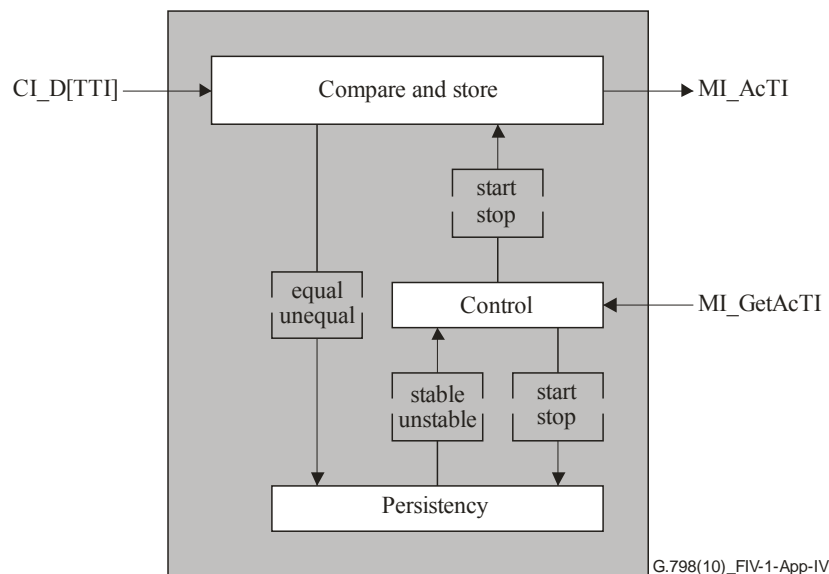 CI_D[TTI]
Compare and store
MI_AcTI
start
stop
equal
unequal
Control
MI_GetAcTI
stable
unstable
start
stop
Persistency
G.798(10)_FIV-1-App-IV